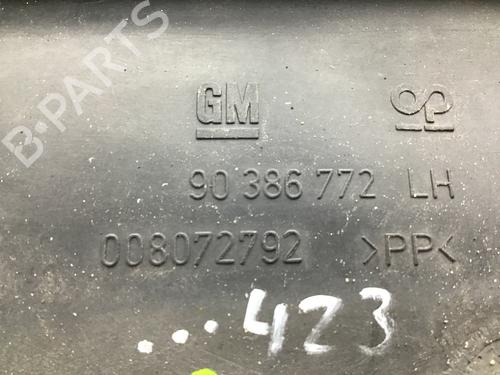 B-PARTS
GM
90 386 772 LH
008072792 >PP<
...423